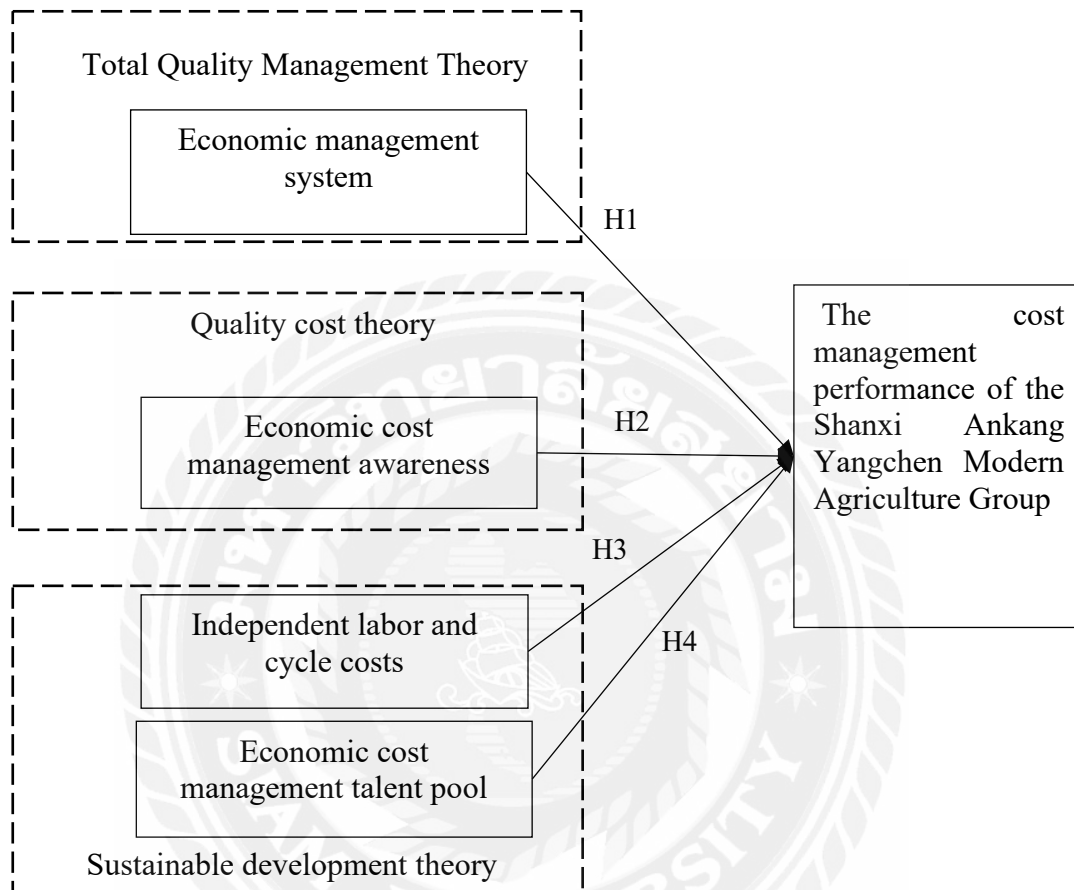 Total Quality Management Theory
Economic management
system
H1
Quality cost theory
Economic cost
management awareness
H2
The cost
management
performance of the
Shanxi Ankang
Yangchen Modern
Agriculture Group
H3
Independent labor and
cycle costs
H4
Economic cost
management talent pool
Sustainable development theory